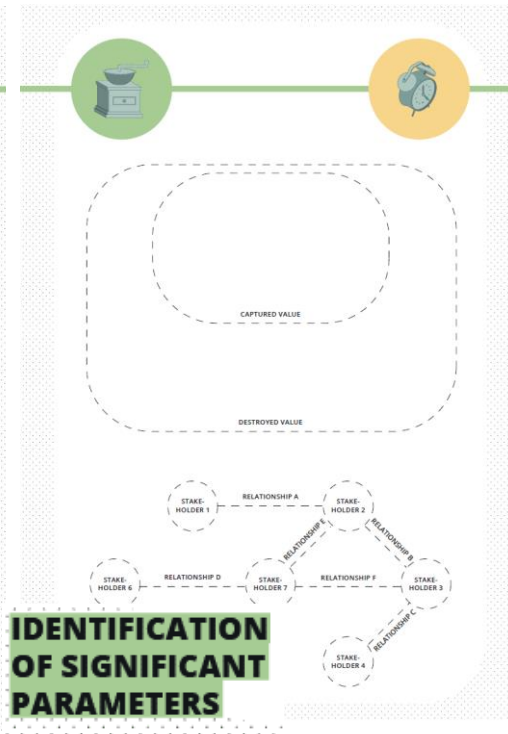 CAPTURED VALUE
DESTROYED VALUE
STAKE-
HOLDER 1
RELATIONSHIP A
STAKE-
HOLDER 2
RELATIONSHIP E
RELATIONSHIP B
STAKE-
HOLDER 6
RELATIONSHIP D
STAKE-
HOLDER 7
RELATIONSHIP F
STAKE-
HOLDER 3
RELATIONSHIP C
STAKE-
HOLDER 4
IDENTIFICATION
OF SIGNIFICANT
PARAMETERS